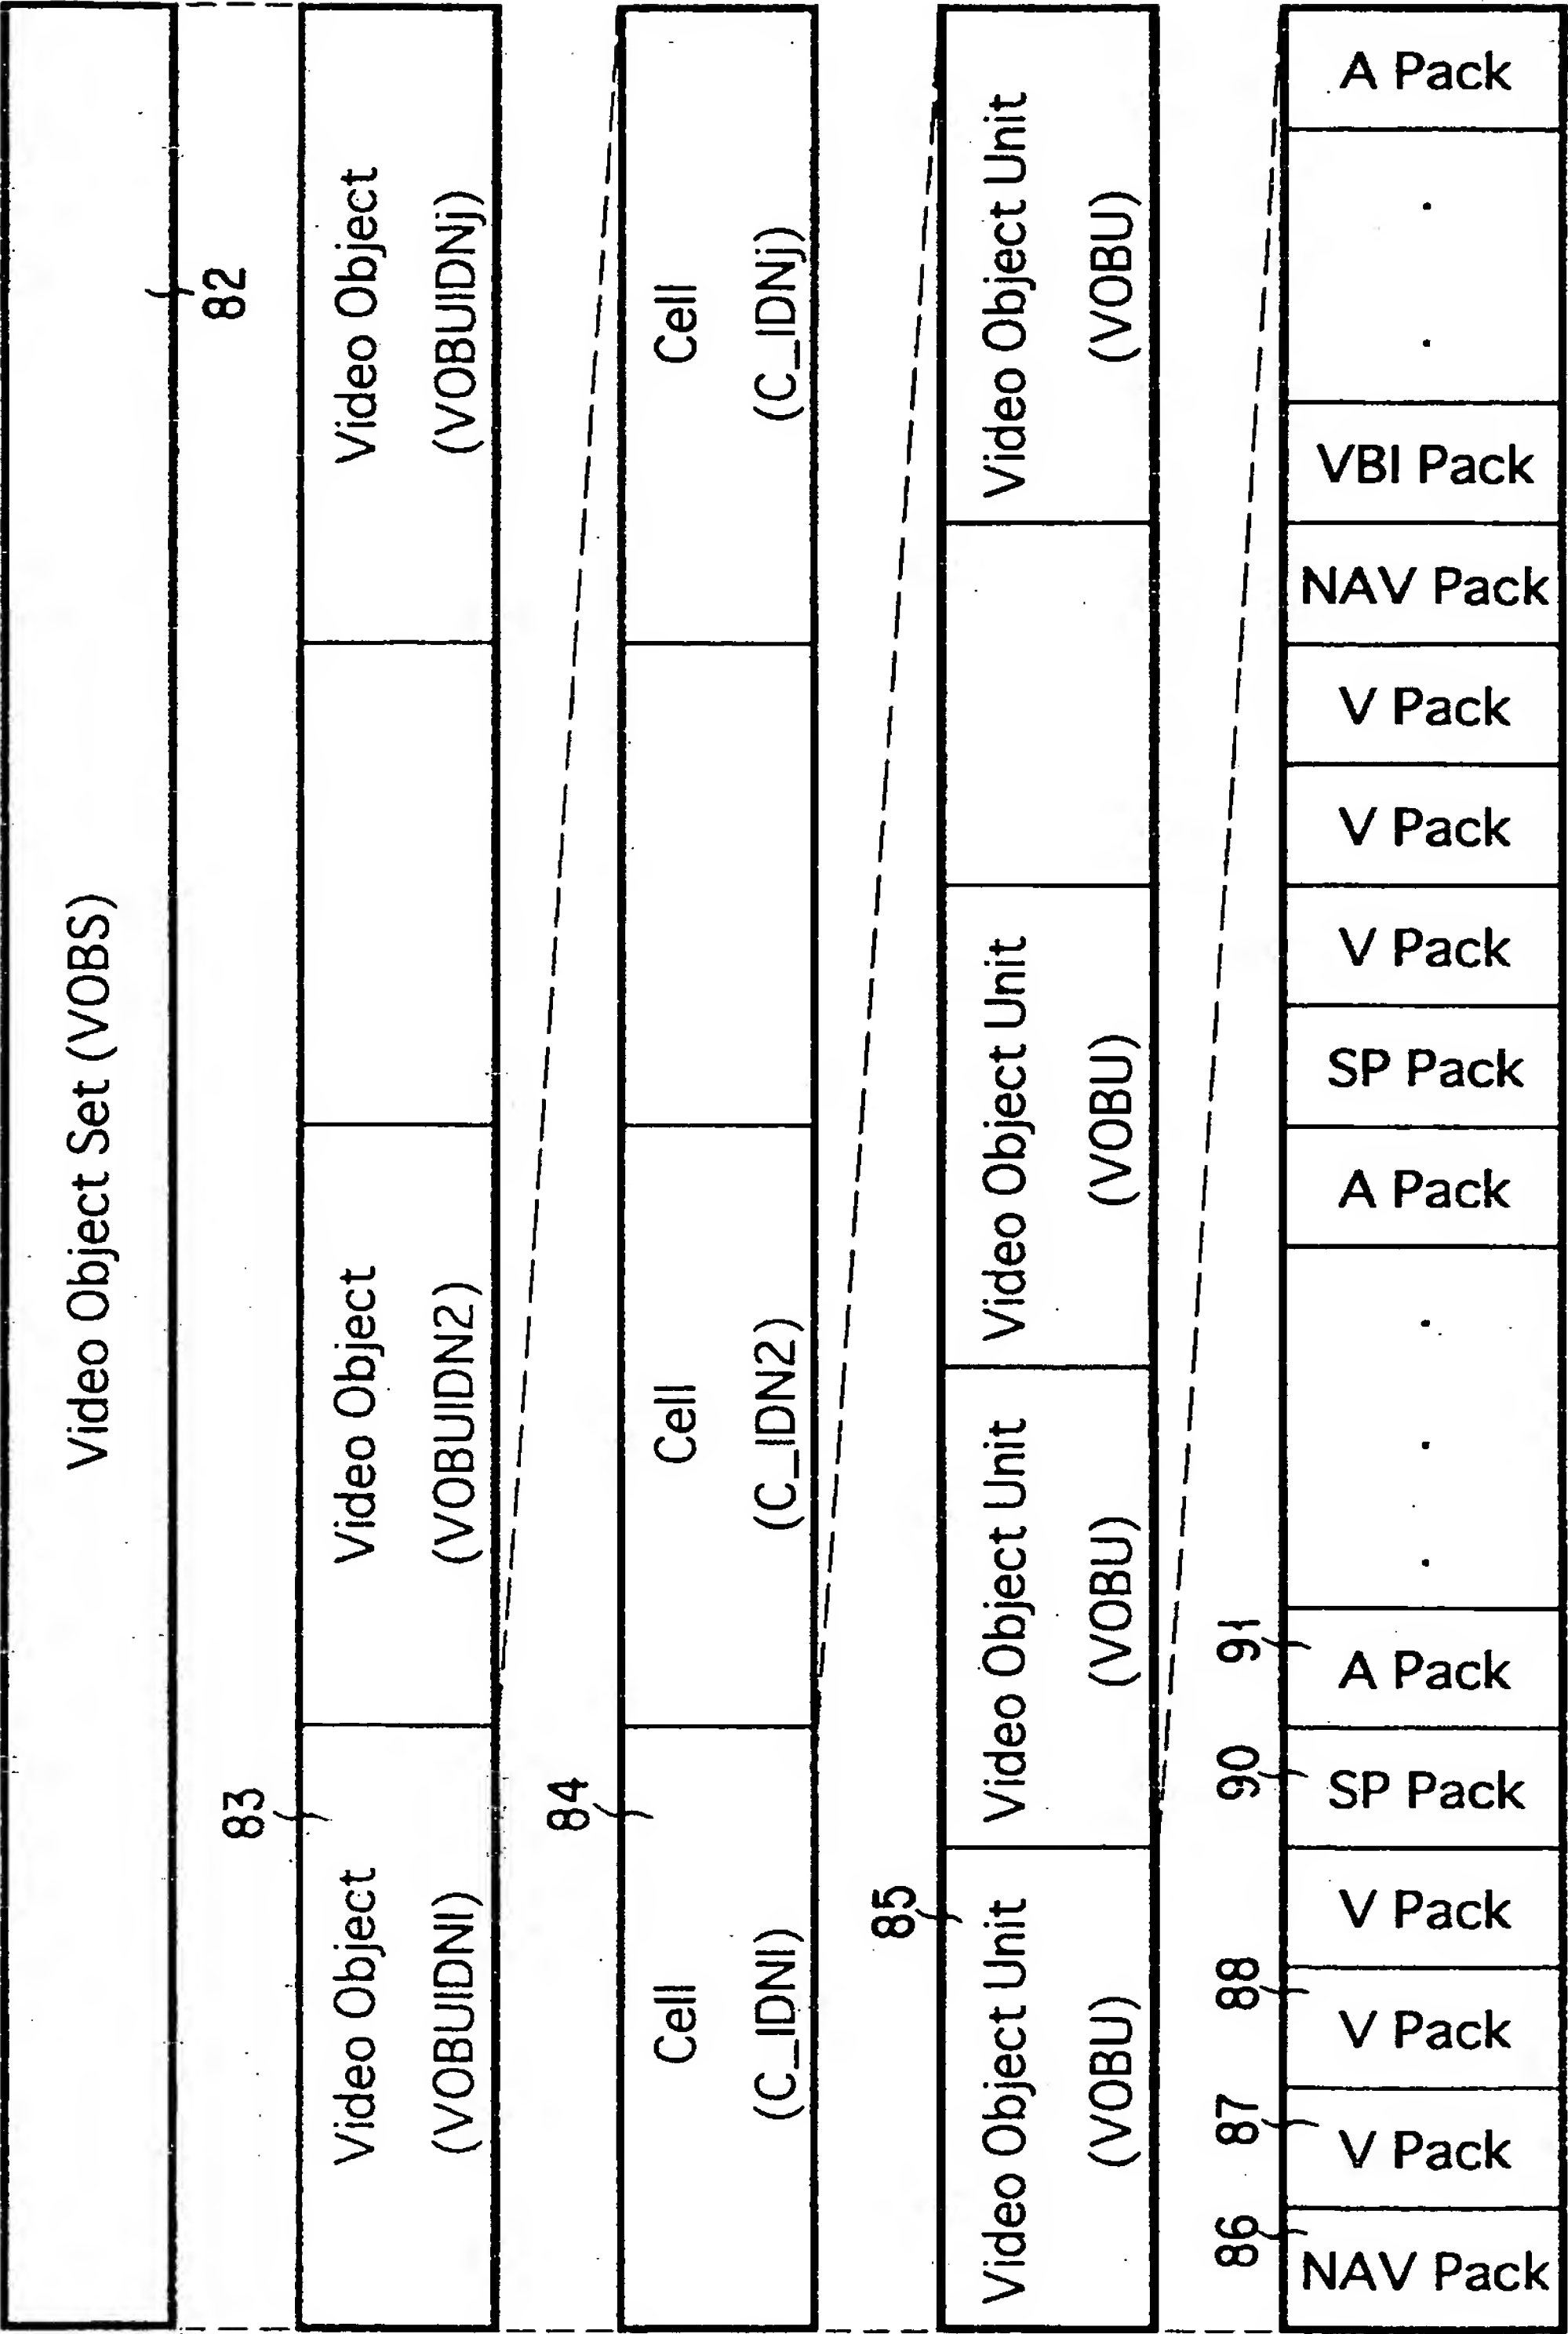 Video Object Set (VOBS)
82
83
Video Object
(VOBUIDN1)
Video Object
(VOBUIDN2)
Video Object
(VOBUIDNj)
84
Cell
(C_IDN1)
Cell
(C_IDN2)
Cell
(C_IDNj)
85
Video Object Unit
(VOBU)
Video Object Unit
(VOBU)
Video Object Unit
(VOBU)
Video Object Unit
(VOBU)
86
87
88
90
91
NAV Pack
V Pack
V Pack
V Pack
SP Pack
A Pack
. . .
A Pack
SP Pack
V Pack
V Pack
V Pack
NAV Pack
VBI Pack
. .
A Pack